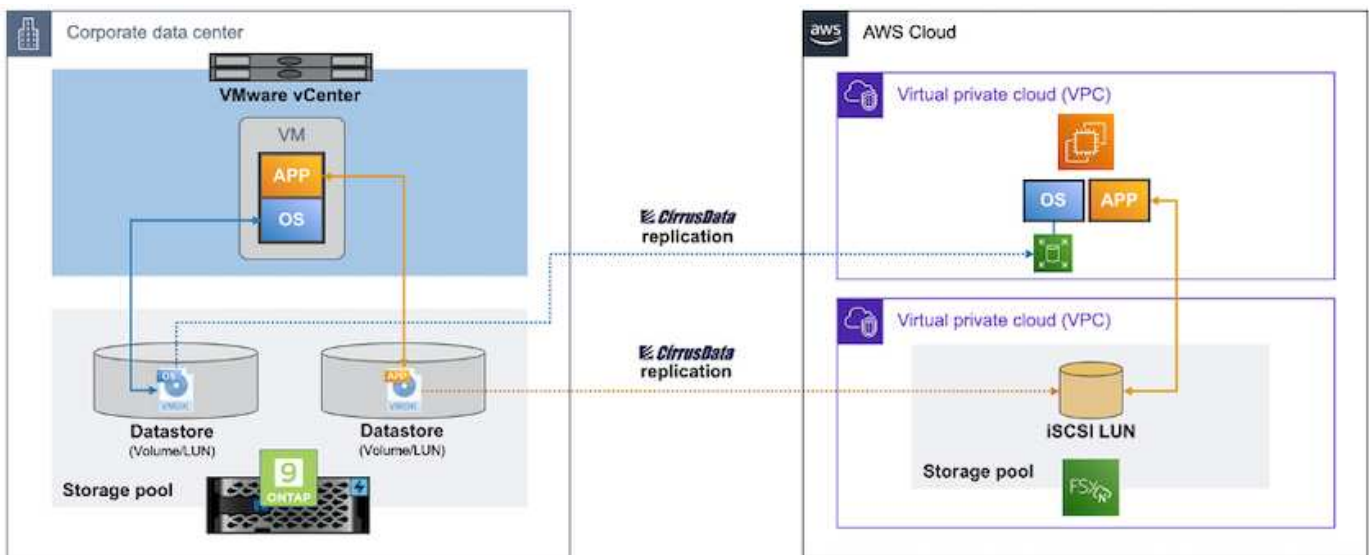 Corporate data center
VMware vCenter
VM
APP
OS
OS
VMDK
APP
VMDK
Datastore
(Volume/LUN)
Datastore
(Volume/LUN)
9
ONTAP
Storage pool
CirrusData
replication
CirrusData
replication
aws
AWS Cloud
Virtual private cloud (VPC)
OS
APP
Virtual private cloud (VPC)
iSCSI LUN
Storage pool
FSx